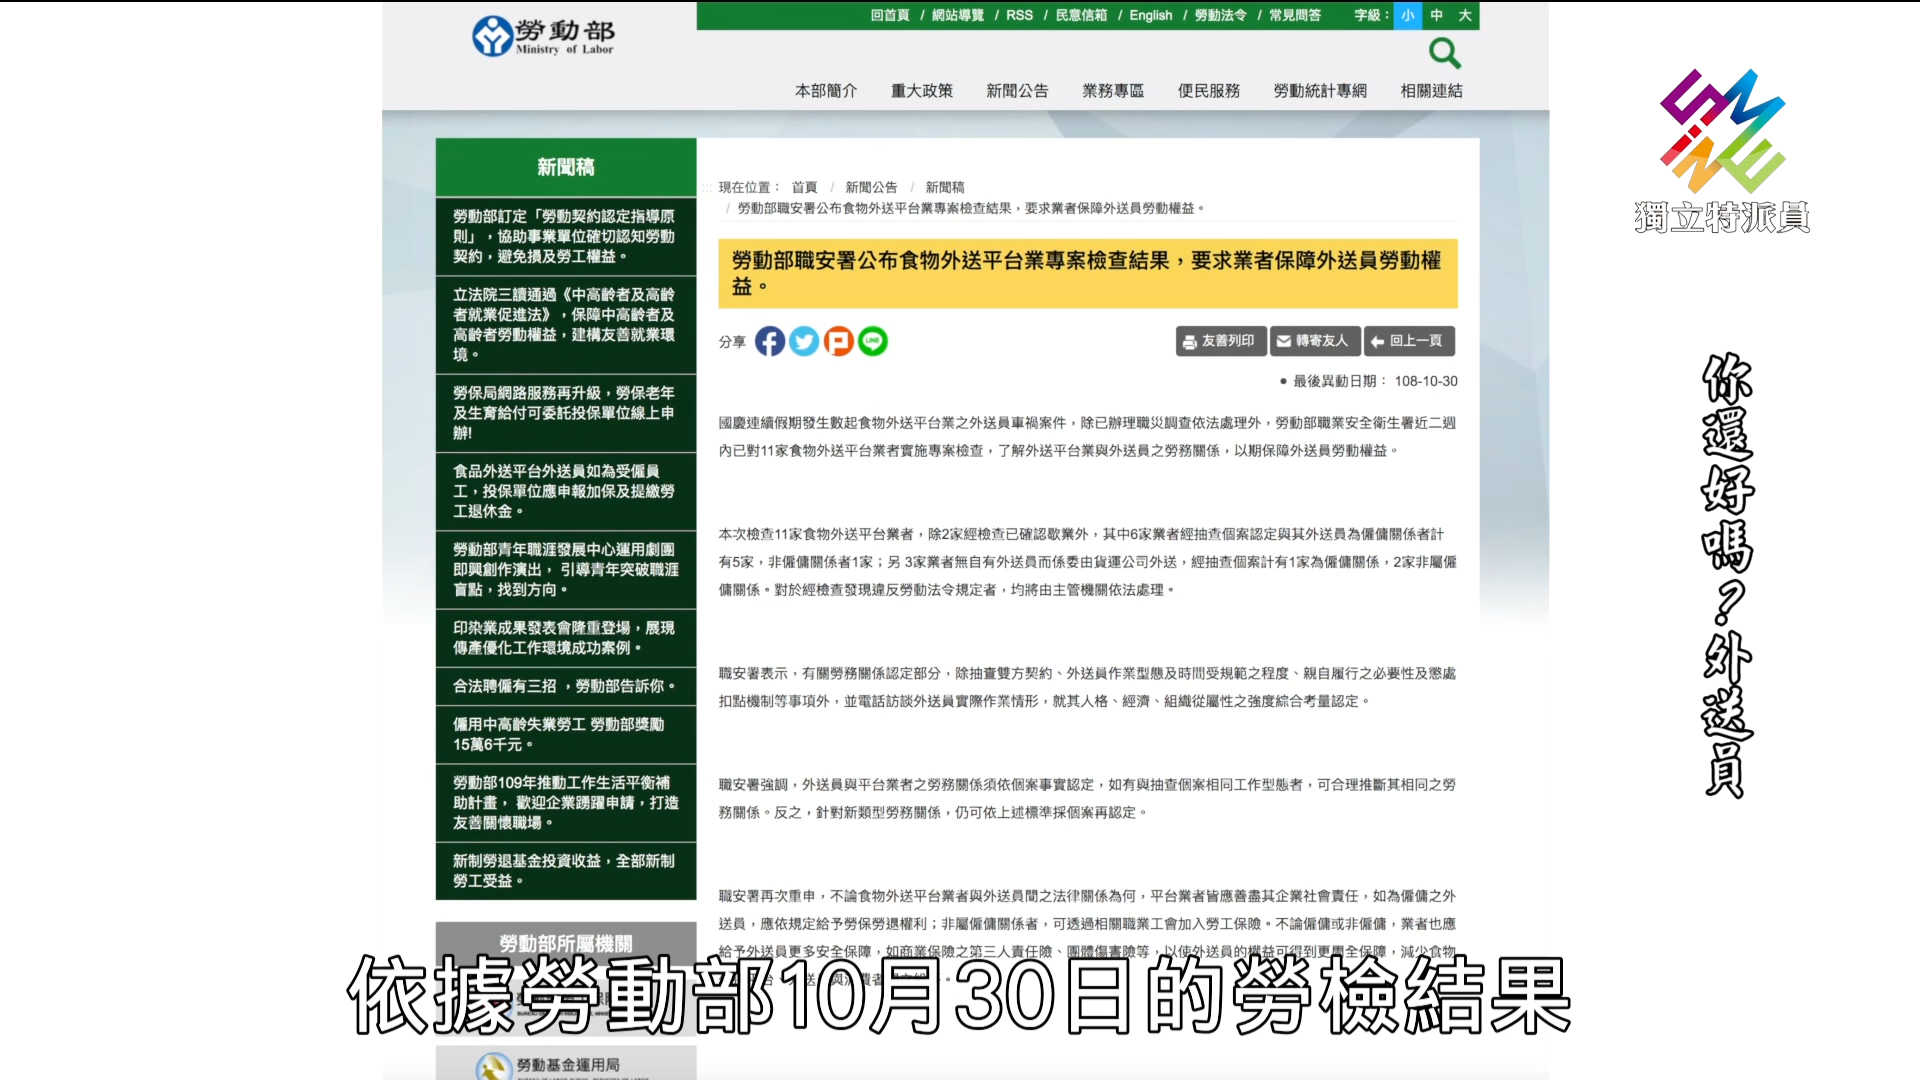 回首頁 / 網站導覽 / RSS / 民意信箱 / English / 勞動法令 / 常見問答 字級： 小 中 大
勞動部
Ministry of Labor
本部簡介 重大政策 新聞公告 業務專區 便民服務 勞動統計專網 相關連結
SINE
獨立特派員
你還好嗎？外送員
新聞稿
勞動部訂定「勞動契約認定指導原
則」，協助事業單位確切認知勞動
契約，避免損及勞工權益。
立法院三讀通過《中高齡者及高齡
者就業促進法》，保障中高齡者及
高齡者勞動權益，建構友善就業環
境。
勞保局網路服務再升級，勞保老年
及生育給付可委託投保單位線上申
辦!
食品外送平台外送員如為受僱員
工，投保單位應申報加保及提繳勞
工退休金。
勞動部青年職涯發展中心運用劇團
即興創作演出， 引導青年突破職涯
盲點，找到方向。
印染業成果發表會隆重登場，展現
傳產優化工作環境成功案例。
合法聘僱有三招 ，勞動部告訴你。
僱用中高齡失業勞工 勞動部獎勵
15萬6千元。
勞動部109年推動工作生活平衡補
助計畫， 歡迎企業踴躍申請，打造
友善關懷職場。
新制勞退基金投資收益，全部新制
勞工受益。
勞動部所屬機關
勞動基金運用局
現在位置： 首頁 / 新聞公告 / 新聞稿
/ 勞動部職安署公布食物外送平台業專案檢查結果，要求業者保障外送員勞動權益。
勞動部職安署公布食物外送平台業專案檢查結果，要求業者保障外送員勞動權
益。
分享 LINE 友善列印 轉寄友人 回上一頁
● 最後異動日期： 108-10-30
國慶連續假期發生數起食物外送平台業之外送員車禍案件，除已辦理職災調查依法處理外，勞動部職業安全衛生署近二週
內已對11家食物外送平台業者實施專案檢查，了解外送平台業與外送員之勞務關係，以期保障外送員勞動權益。
本次檢查11家食物外送平台業者，除2家經檢查已確認歇業外，其中6家業者經抽查個案認定與其外送員為僱傭關係者計
有5家，非僱傭關係者1家；另 3家業者無自有外送員而係委由貨運公司外送，經抽查個案計有1家為僱傭關係，2家非屬僱
傭關係。對於經檢查發現違反勞動法令規定者，均將由主管機關依法處理。
職安署表示，有關勞務關係認定部分，除抽查雙方契約、外送員作業型態及時間受規範之程度、親自履行之必要性及懲處
扣點機制等事項外，並電話訪談外送員實際作業情形，就其人格、經濟、組織從屬性之強度綜合考量認定。
職安署強調，外送員與平台業者之勞務關係須依個案事實認定，如有與抽查個案相同工作型態者，可合理推斷其相同之勞
務關係。反之，針對新類型勞務關係，仍可依上述標準採個案再認定。
職安署再次重申，不論食物外送平台業者與外送員間之法律關係為何，平台業者皆應善盡其企業社會責任，如為僱傭之外
送員，應依規定給予勞保勞退權利；非屬僱傭關係者，可透過相關職業工會加入勞工保險。不論僱傭或非僱傭，業者也應
給予外送員更多安全保障，如商業保險之第三人責任險、團體傷害險等，以使外送員的權益可得到更周全保障，減少食物
依據勞動部10月30日的勞檢結果